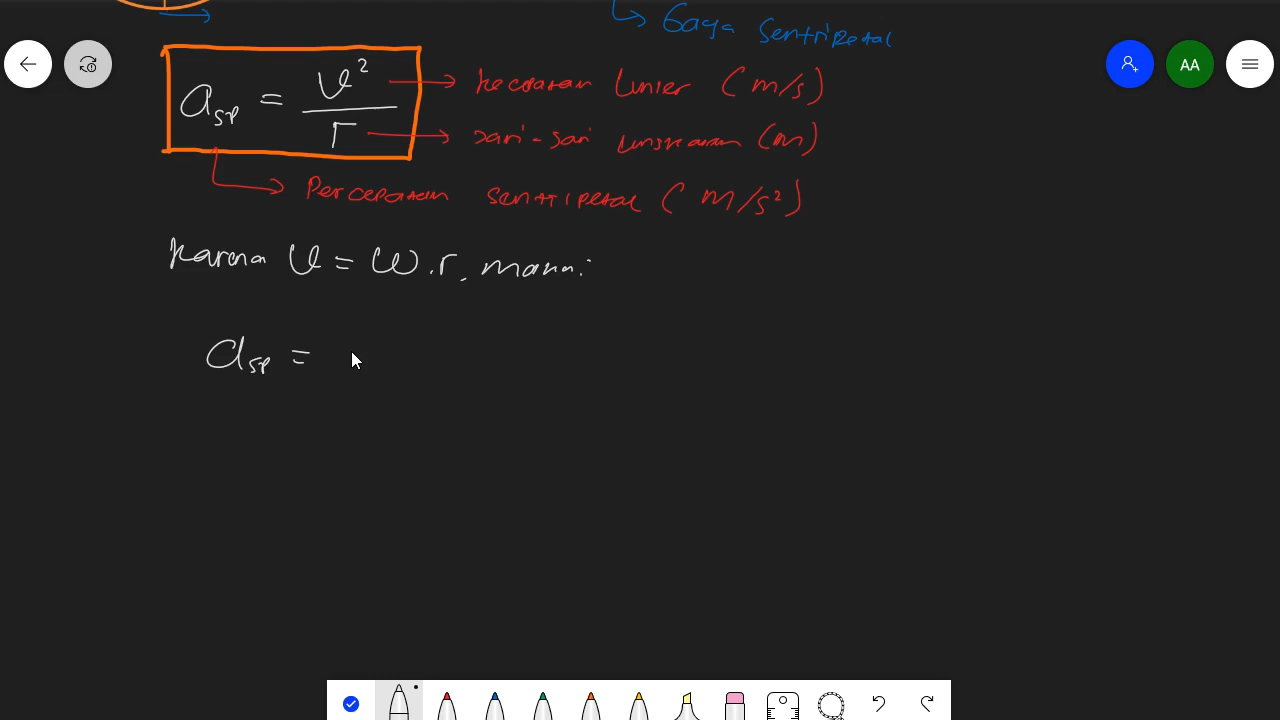 Gaya Sentripetal
a_sp = v² / r
kecepatan linier (m/s)
jari-jari lingkaran (m)
Percepatan sentripetal (m/s²)
karena v = ω.r. maka:
a_sp =
AA